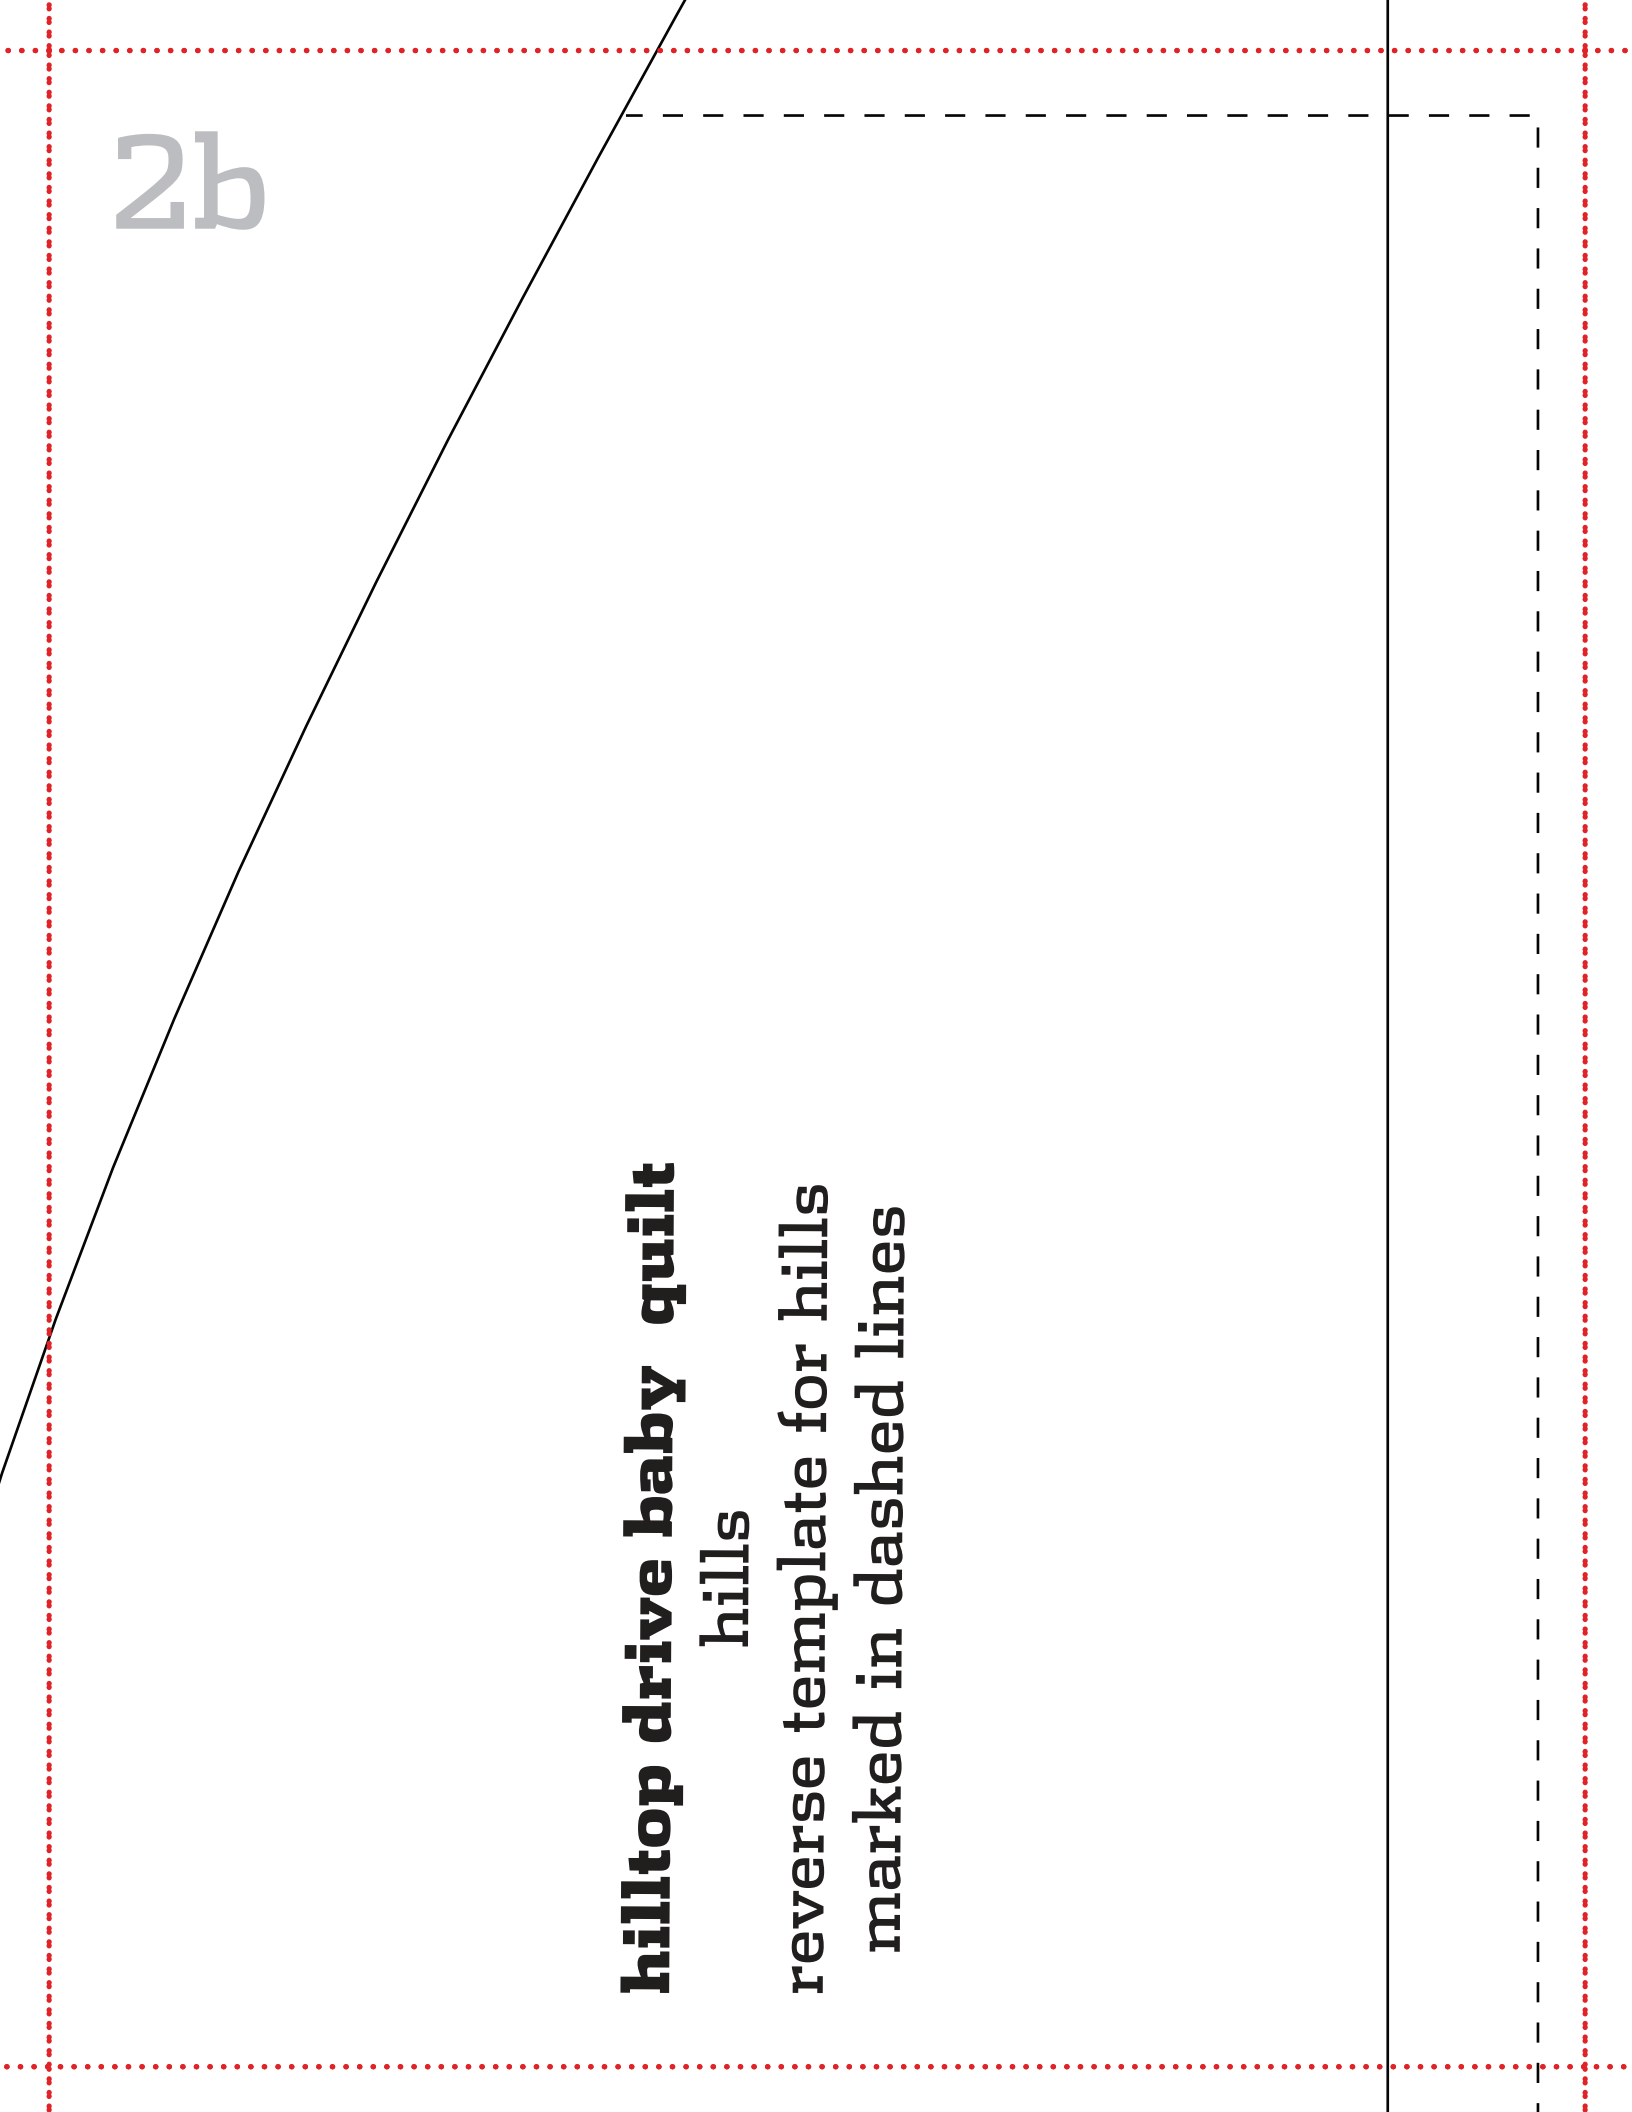 2b
hilltop drive baby quilt
hills
reverse template for hills
marked in dashed lines